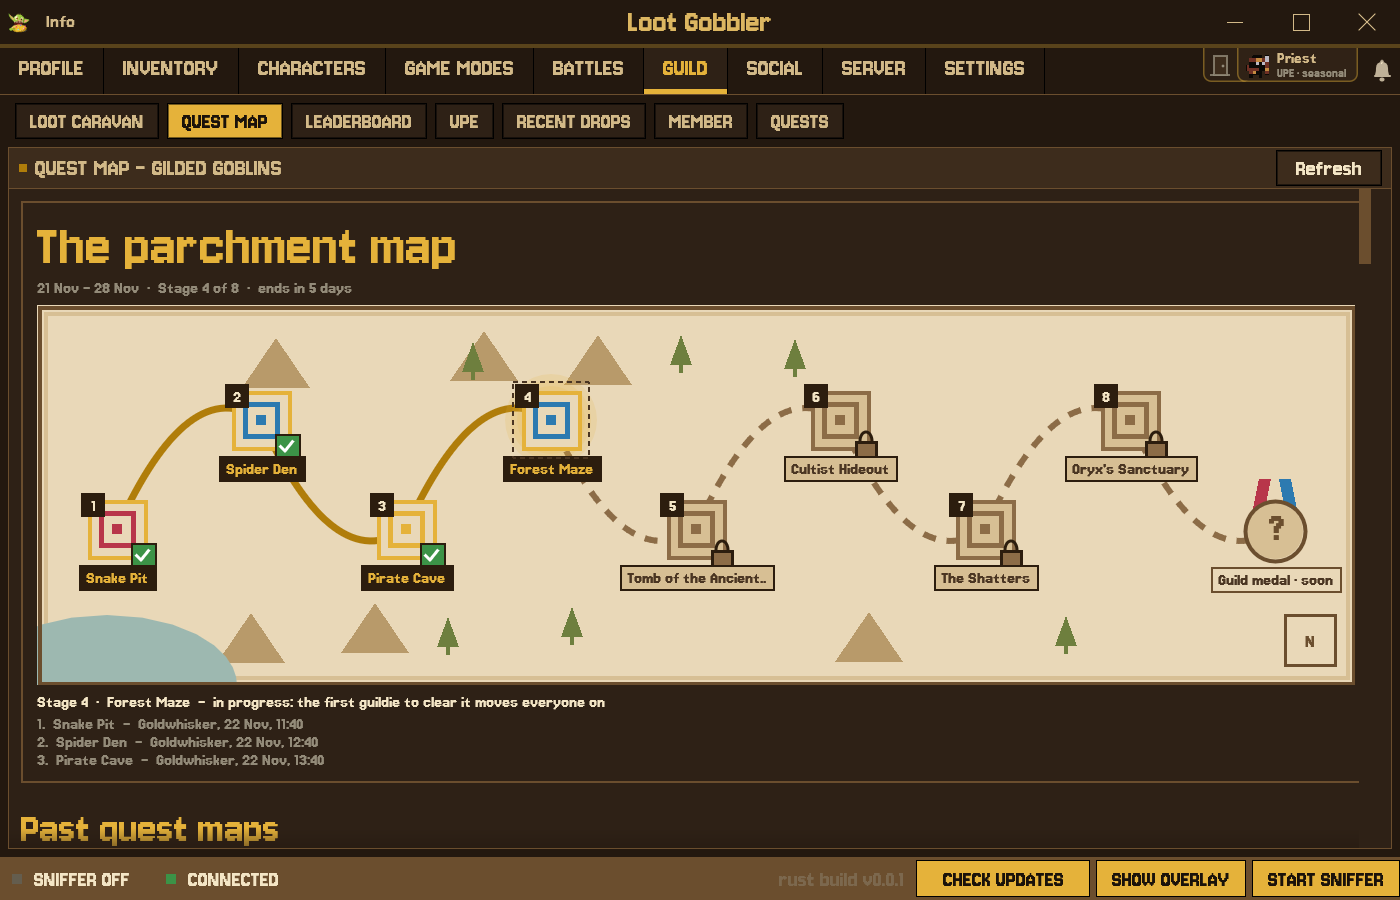 Info
Loot Gobbler
PROFILE INVENTORY CHARACTERS GAME MODES BATTLES GUILD SOCIAL SERVER SETTINGS
Priest
UPE · seasonal
LOOT CARAVAN QUEST MAP LEADERBOARD UPE RECENT DROPS MEMBER QUESTS
QUEST MAP – GILDED GOBLINS
Refresh
The parchment map
21 Nov – 28 Nov · Stage 4 of 8 · ends in 5 days
2
4
6
8
Spider Den
Forest Maze
Cultist Hideout
Oryx's Sanctuary
1
3
5
7
?
Snake Pit
Pirate Cave
Tomb of the Ancient..
The Shatters
Guild medal · soon
N
Stage 4 · Forest Maze – in progress: the first guildie to clear it moves everyone on
1. Snake Pit – Goldwhisker, 22 Nov, 11:40
2. Spider Den – Goldwhisker, 22 Nov, 12:40
3. Pirate Cave – Goldwhisker, 22 Nov, 13:40
Past quest maps
SNIFFER OFF
CONNECTED
rust build v0.0.1
CHECK UPDATES
SHOW OVERLAY
START SNIFFER